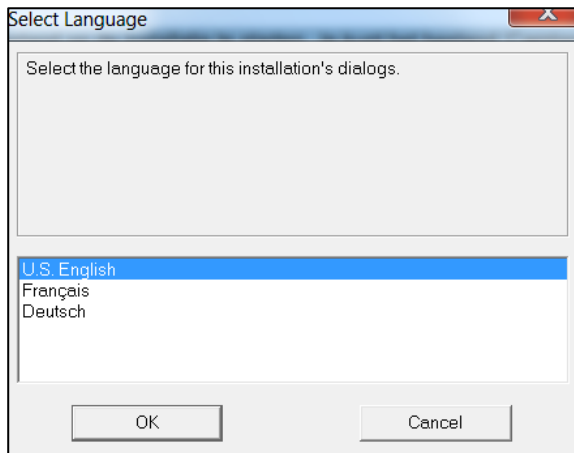 Select Language
Select the language for this installation's dialogs.
U.S. English
Français
Deutsch
OK
Cancel